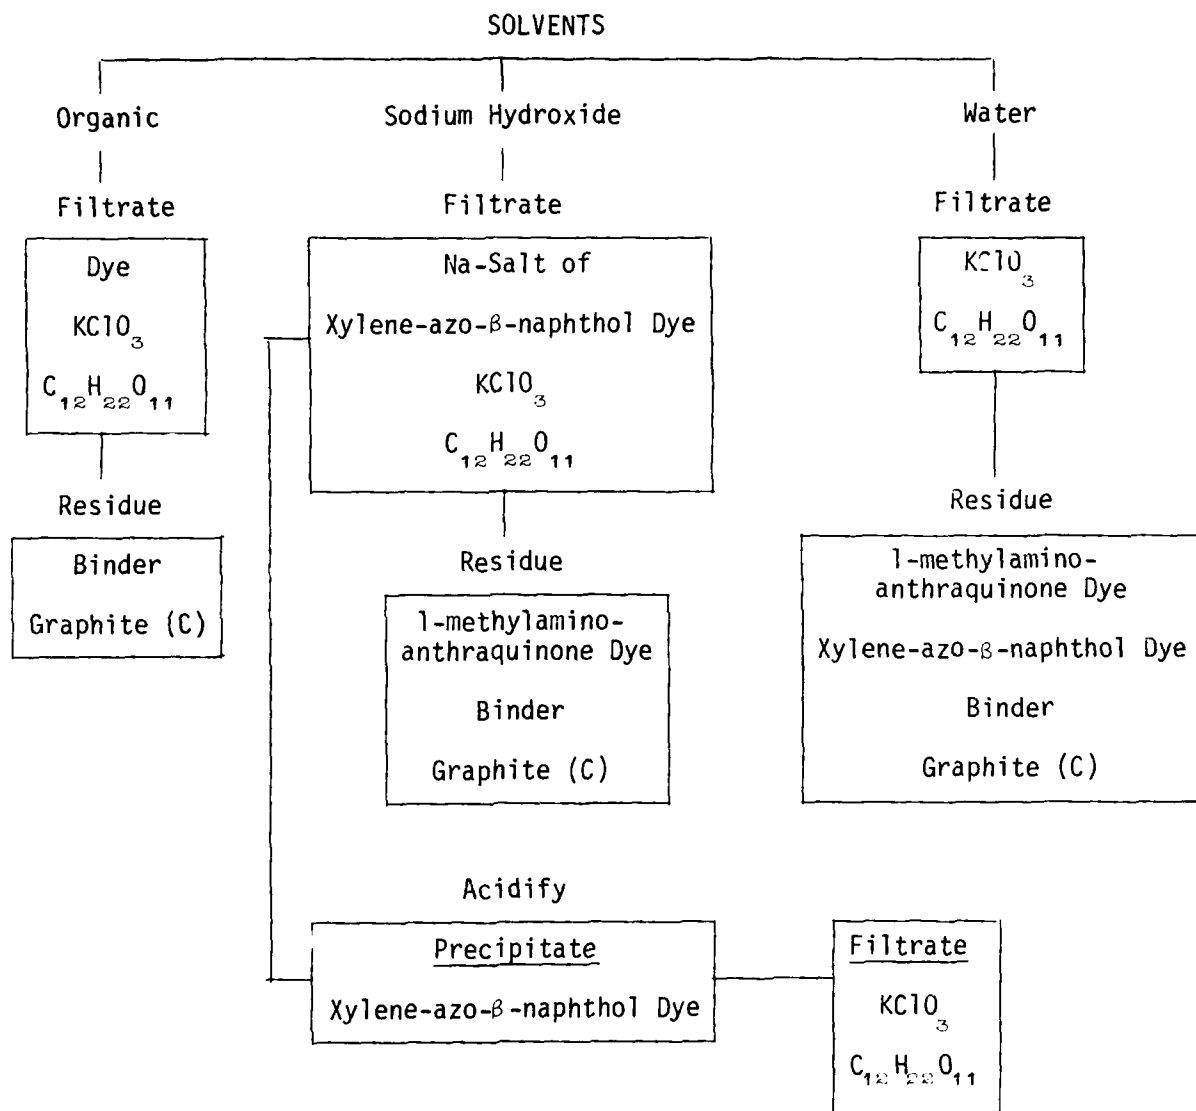 SOLVENTS
Organic
Sodium Hydroxide
Water
Filtrate
Filtrate
Filtrate
Dye
KClO3
C12H22O11
Na-Salt of
Xylene-azo-β-naphthol Dye
KClO3
C12H22O11
KClO3
C12H22O11
Residue
Binder
Graphite (C)
Residue
1-methylamino-
anthraquinone Dye
Binder
Graphite (C)
Residue
1-methylamino-
anthraquinone Dye
Xylene-azo-β-naphthol Dye
Binder
Graphite (C)
Acidify
Precipitate
Xylene-azo-β-naphthol Dye
Filtrate
KClO3
C12H22O11